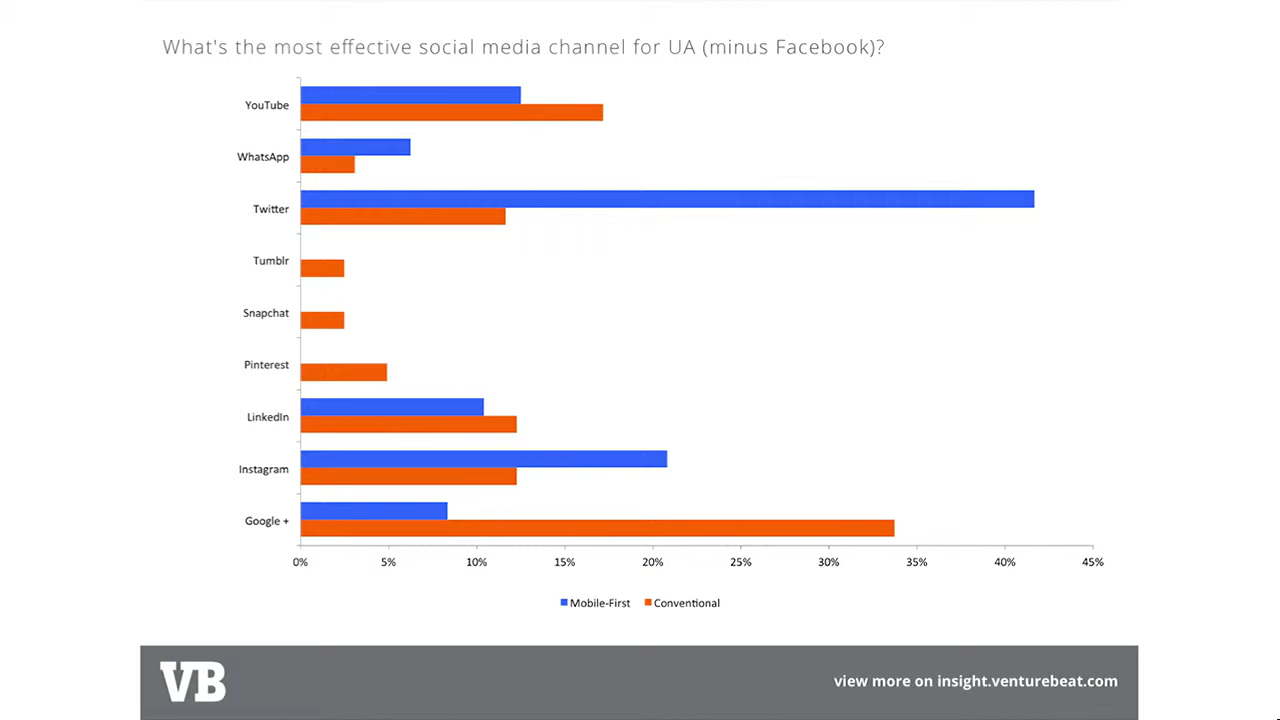 What's the most effective social media channel for UA (minus Facebook)?
YouTube
WhatsApp
Twitter
Tumblr
Snapchat
Pinterest
LinkedIn
Instagram
Google +
0% 5% 10% 15% 20% 25% 30% 35% 40% 45%
Mobile-First Conventional
VB
view more on insight.venturebeat.com